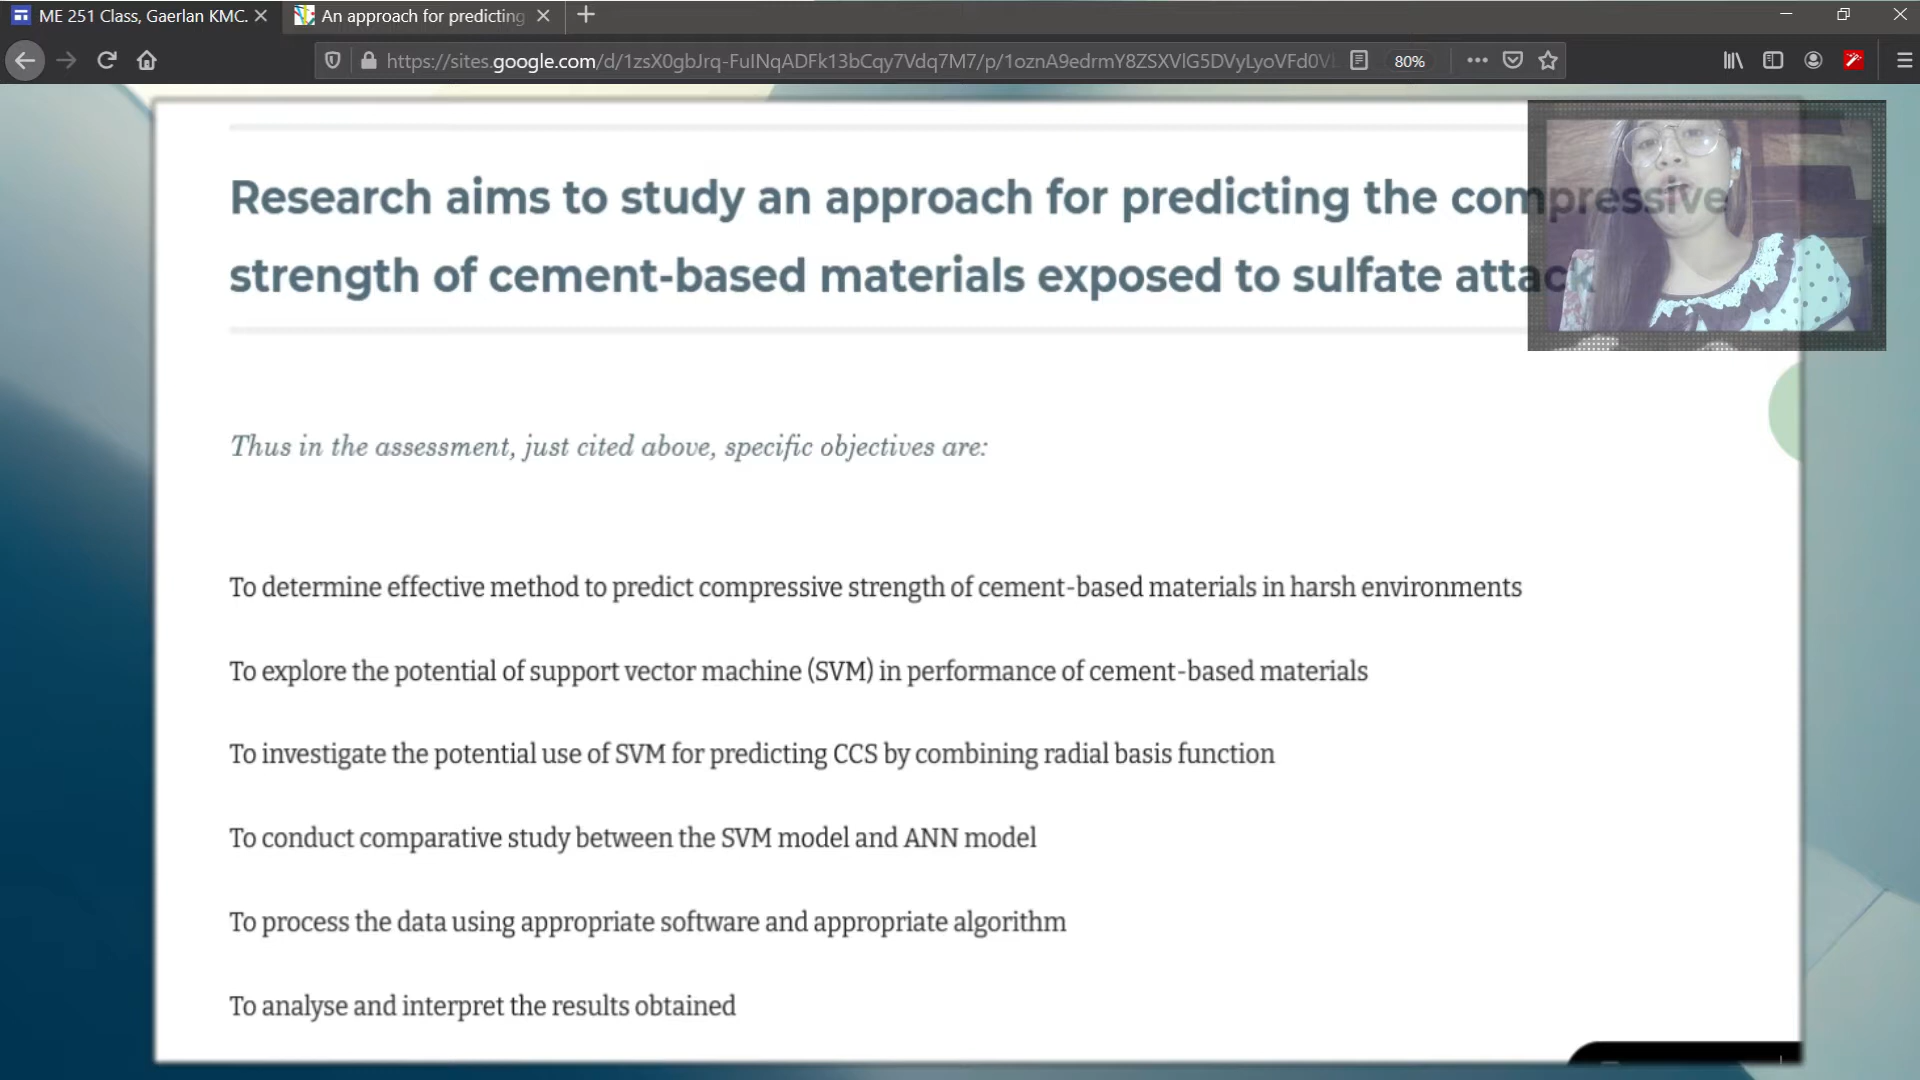 ME 251 Class, Gaerlan KMC.
An approach for predicting
https://sites.google.com/d/1zsX0gbJrq-FuINqADFk13bCqy7Vdq7M7/p/1oznA9edrmY8ZSXVlG5DVyLyoVFd0V
80%
Research aims to study an approach for predicting the compressive
strength of cement-based materials exposed to sulfate attack
Thus in the assessment, just cited above, specific objectives are:
To determine effective method to predict compressive strength of cement-based materials in harsh environments
To explore the potential of support vector machine (SVM) in performance of cement-based materials
To investigate the potential use of SVM for predicting CCS by combining radial basis function
To conduct comparative study between the SVM model and ANN model
To process the data using appropriate software and appropriate algorithm
To analyse and interpret the results obtained